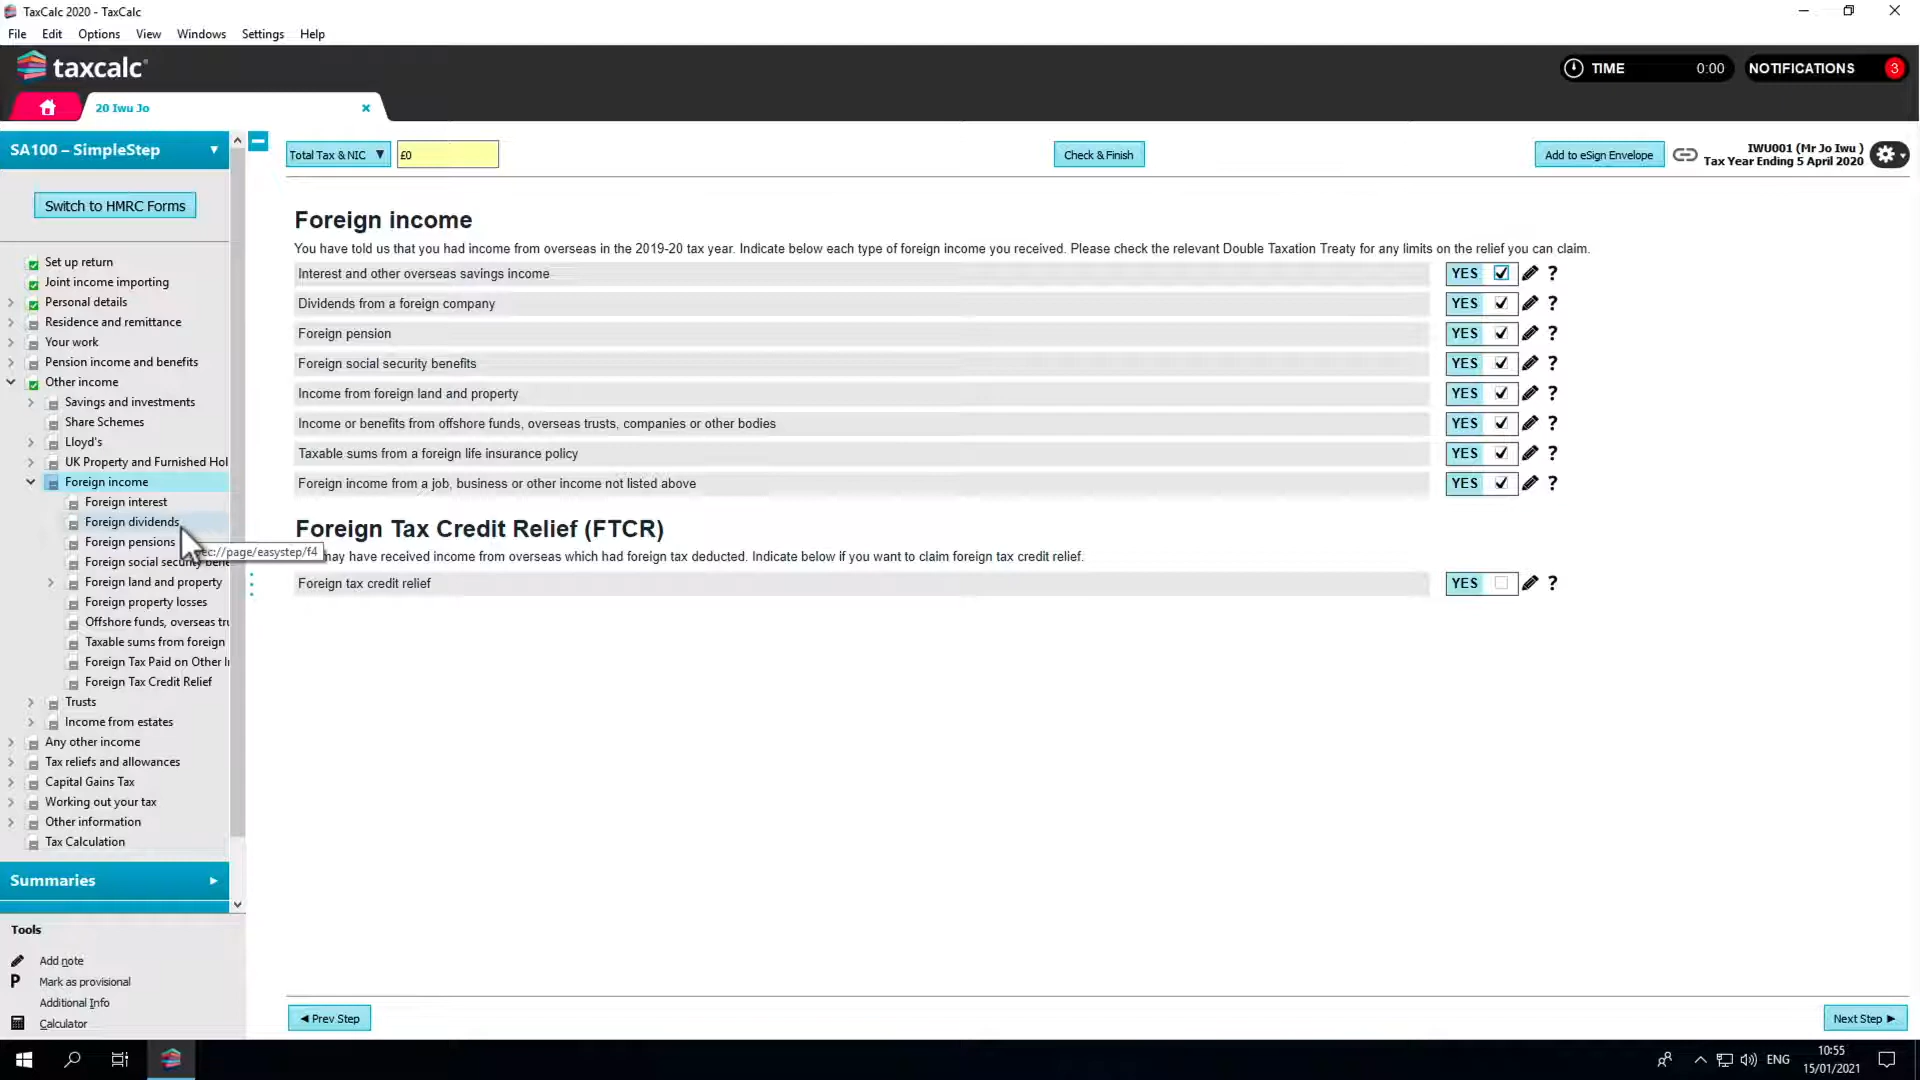 TaxCalc 2020 - TaxCalc
File Edit Options View Windows Settings Help
taxcalc
TIME 0:00 NOTIFICATIONS 3
20 Iwu Jo
SA100 – SimpleStep
Total Tax & NIC £0
Check & Finish
Add to eSign Envelope
IWU001 (Mr Jo Iwu )
Tax Year Ending 5 April 2020
Switch to HMRC Forms
Set up return
Joint income importing
Personal details
Residence and remittance
Your work
Pension income and benefits
Other income
Savings and investments
Share Schemes
Lloyd's
UK Property and Furnished Hol
Foreign income
Foreign interest
Foreign dividends
Foreign pensions
ec://page/easystep/f4
Foreign social security bene
Foreign land and property
Foreign property losses
Offshore funds, overseas tru
Taxable sums from foreign
Foreign Tax Paid on Other I
Foreign Tax Credit Relief
Trusts
Income from estates
Any other income
Tax reliefs and allowances
Capital Gains Tax
Working out your tax
Other information
Tax Calculation
Summaries
Tools
Add note
P Mark as provisional
Additional Info
Calculator
Foreign income
You have told us that you had income from overseas in the 2019-20 tax year. Indicate below each type of foreign income you received. Please check the relevant Double Taxation Treaty for any limits on the relief you can claim.
Interest and other overseas savings income YES ?
Dividends from a foreign company YES ?
Foreign pension YES ?
Foreign social security benefits YES ?
Income from foreign land and property YES ?
Income or benefits from offshore funds, overseas trusts, companies or other bodies YES ?
Taxable sums from a foreign life insurance policy YES ?
Foreign income from a job, business or other income not listed above YES ?
Foreign Tax Credit Relief (FTCR)
may have received income from overseas which had foreign tax deducted. Indicate below if you want to claim foreign tax credit relief.
Foreign tax credit relief YES ?
Prev Step
Next Step
ENG
10:55
15/01/2021